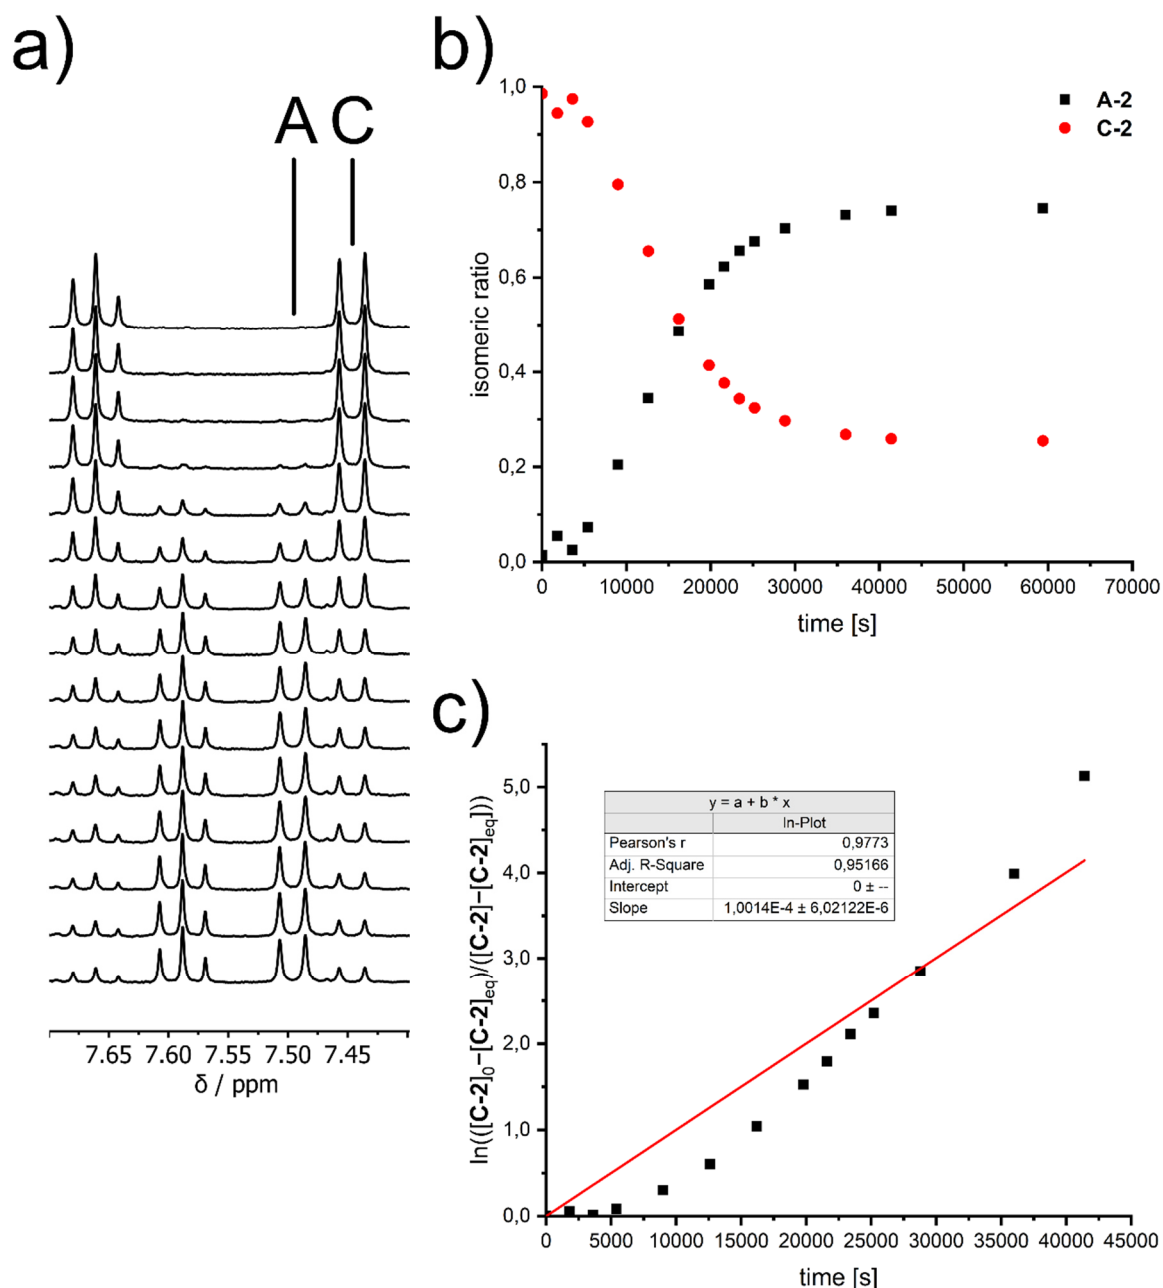 a)
A C
7.65 7.60 7.55 7.50 7.45
δ / ppm
b)
1,0
0,8
0,6
0,4
0,2
0,0
isomeric ratio
A-2
C-2
0 10000 20000 30000 40000 50000 60000 70000
time [s]
c)
5,0
4,0
3,0
2,0
1,0
0,0
ln(([C-2]0−[C-2]eq)/([C-2]−[C-2]eq]))
y = a + b * x
ln-Plot
Pearson's r 0,9773
Adj. R-Square 0,95166
Intercept 0 ± --
Slope 1,0014E-4 ± 6,02122E-6
0 5000 10000 15000 20000 25000 30000 35000 40000 45000
time [s]